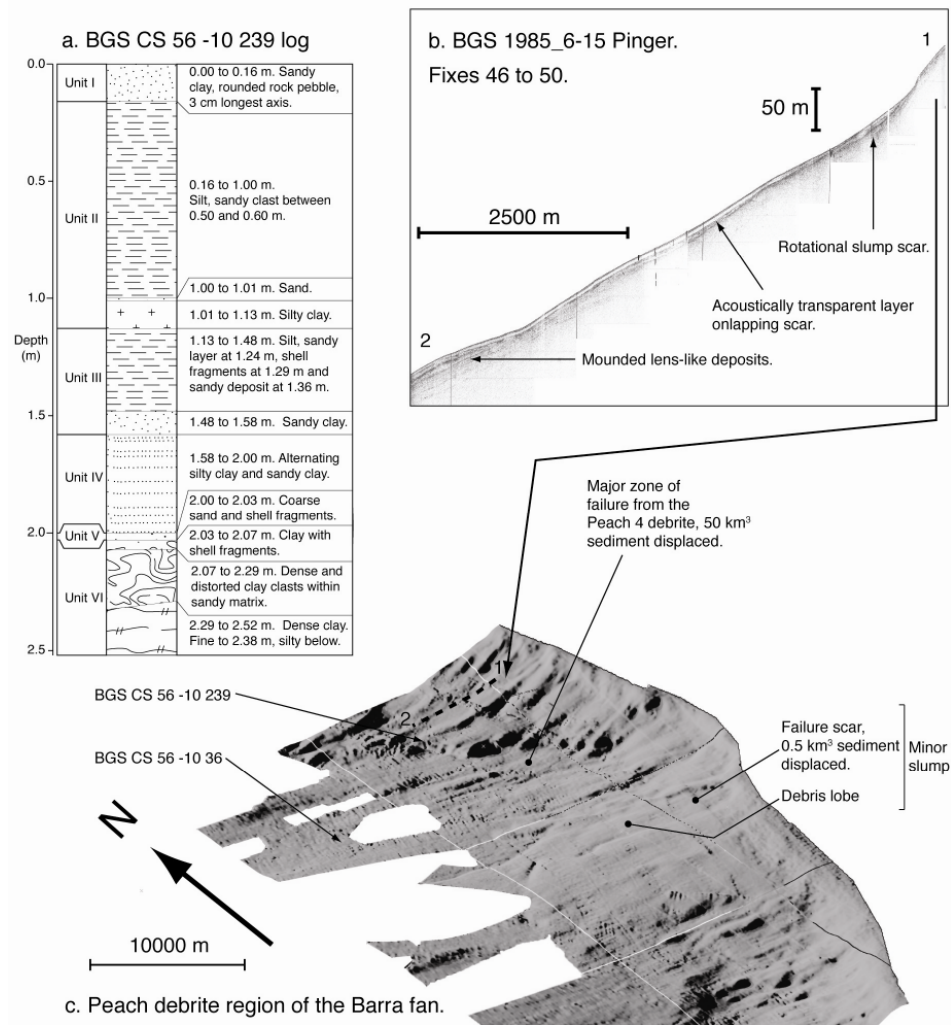 a. BGS CS 56 -10 239 log
0.0
0.5
1.0
Depth
(m)
1.5
2.0
2.5
Unit I
Unit II
Unit III
Unit IV
Unit V
Unit VI
0.00 to 0.16 m. Sandy
clay, rounded rock pebble,
3 cm longest axis.
0.16 to 1.00 m.
Silt, sandy clast between
0.50 and 0.60 m.
1.00 to 1.01 m. Sand.
1.01 to 1.13 m. Silty clay.
1.13 to 1.48 m. Silt, sandy
layer at 1.24 m, shell
fragments at 1.29 m and
sandy deposit at 1.36 m.
1.48 to 1.58 m. Sandy clay.
1.58 to 2.00 m. Alternating
silty clay and sandy clay.
2.00 to 2.03 m. Coarse
sand and shell fragments.
2.03 to 2.07 m. Clay with
shell fragments.
2.07 to 2.29 m. Dense and
distorted clay clasts within
sandy matrix.
2.29 to 2.52 m. Dense clay.
Fine to 2.38 m, silty below.
b. BGS 1985_6-15 Pinger.
Fixes 46 to 50.
1
50 m
2500 m
Rotational slump scar.
Acoustically transparent layer
onlapping scar.
2
Mounded lens-like deposits.
Major zone of
failure from the
Peach 4 debrite, 50 km³
sediment displaced.
1
2
BGS CS 56 -10 239
BGS CS 56 -10 36
Failure scar,
0.5 km³ sediment
displaced.
Minor
slump
Debris lobe
N
10000 m
c. Peach debrite region of the Barra fan.